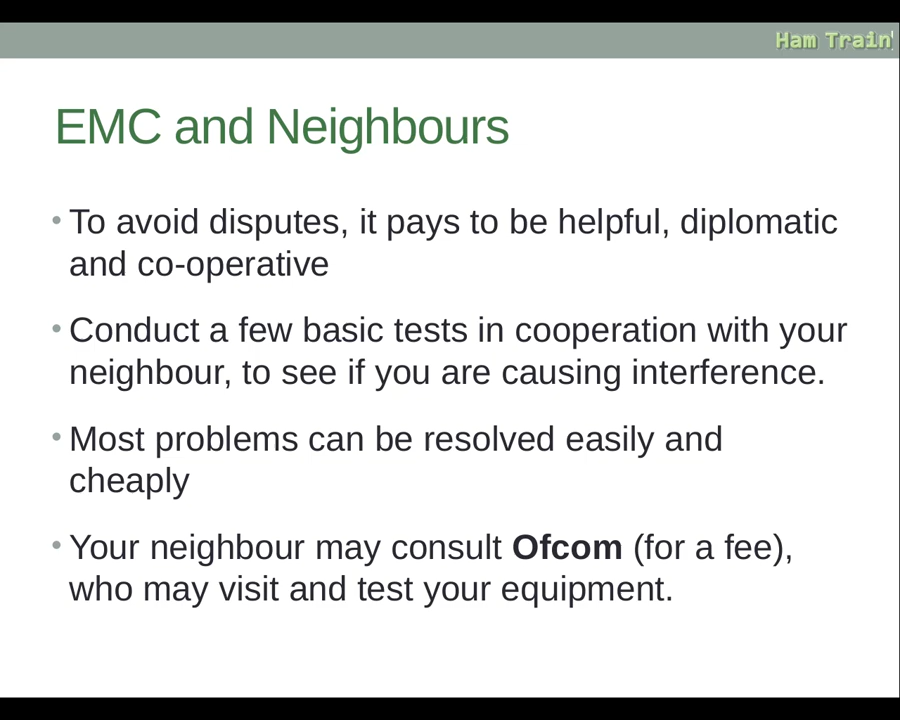 Ham Train
EMC and Neighbours
• To avoid disputes, it pays to be helpful, diplomatic
and co-operative
• Conduct a few basic tests in cooperation with your
neighbour, to see if you are causing interference.
• Most problems can be resolved easily and
cheaply
• Your neighbour may consult Ofcom (for a fee),
who may visit and test your equipment.